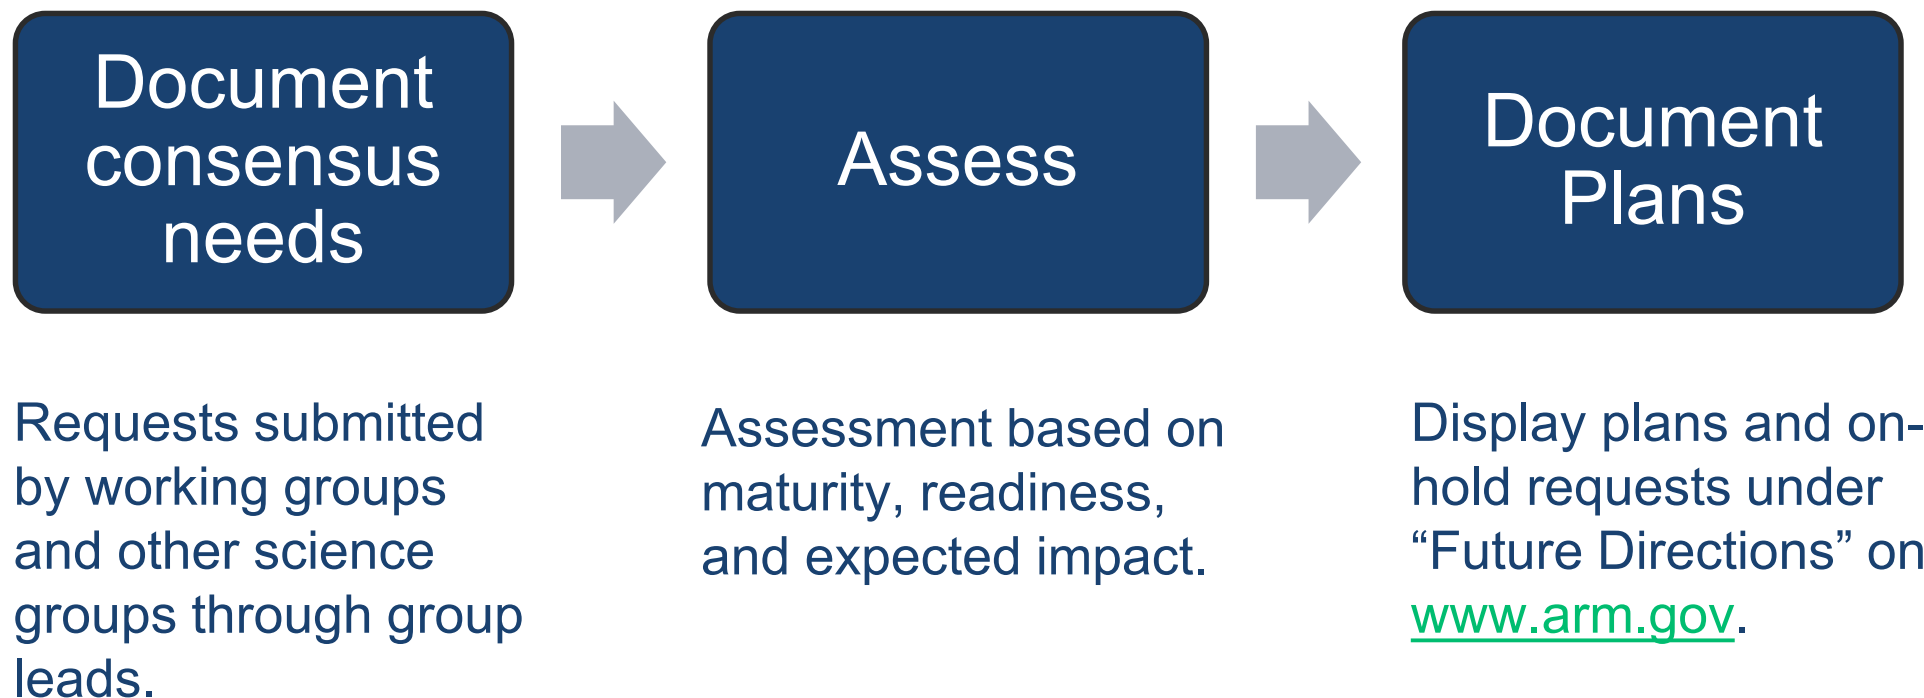 Document
consensus
needs
Assess
Document
Plans
Requests submitted
by working groups
and other science
groups through group
leads.
Assessment based on
maturity, readiness,
and expected impact.
Display plans and on-
hold requests under
“Future Directions” on
www.arm.gov.